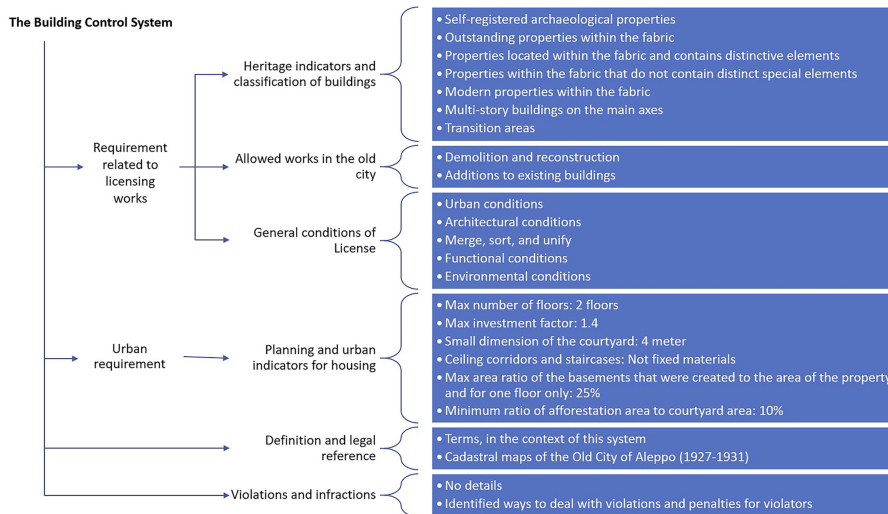 The Building Control System
Requirement
related to
licensing
works
Heritage indicators and
classification of buildings
• Self-registered archaeological properties
• Outstanding properties within the fabric
• Properties located within the fabric and contains distinctive elements
• Properties within the fabric that do not contain distinct special elements
• Modern properties within the fabric
• Multi-story buildings on the main axes
• Transition areas
Allowed works in the old
city
• Demolition and reconstruction
• Additions to existing buildings
General conditions of
License
• Urban conditions
• Architectural conditions
• Merge, sort, and unify
• Functional conditions
• Environmental conditions
Urban
requirement
Planning and urban
indicators for housing
• Max number of floors: 2 floors
• Max investment factor: 1.4
• Small dimension of the courtyard: 4 meter
• Ceiling corridors and staircases: Not fixed materials
• Max area ratio of the basements that were created to the area of the property
and for one floor only: 25%
• Minimum ratio of afforestation area to courtyard area: 10%
Definition and legal
reference
• Terms, in the context of this system
• Cadastral maps of the Old City of Aleppo (1927-1931)
Violations and infractions
• No details
• Identified ways to deal with violations and penalties for violators